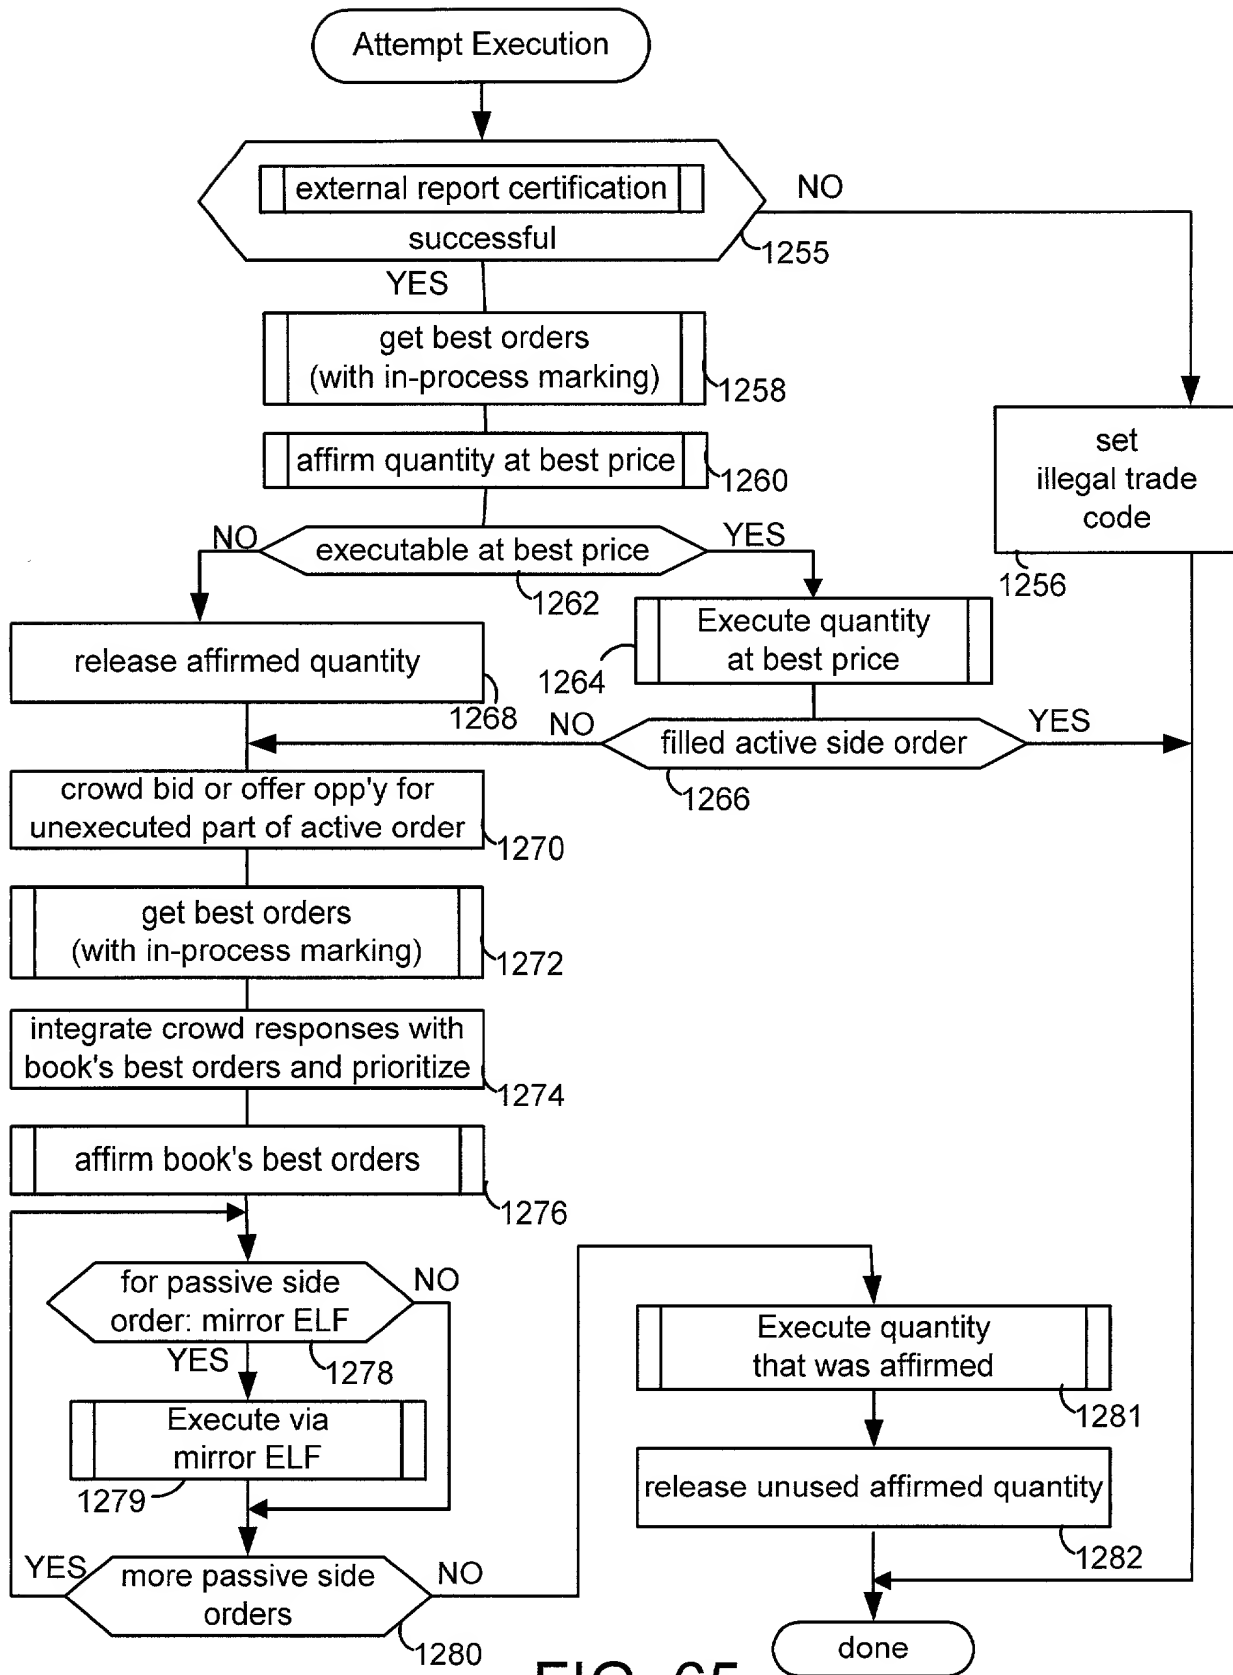 Attempt Execution
external report certification
successful
NO
1255
YES
get best orders
(with in-process marking)
1258
affirm quantity at best price
1260
set
illegal trade
code
1256
NO
executable at best price
YES
1262
Execute quantity
at best price
1264
release affirmed quantity
1268
NO
filled active side order
YES
1266
crowd bid or offer opp'y for
unexecuted part of active order
1270
get best orders
(with in-process marking)
1272
integrate crowd responses with
book's best orders and prioritize
1274
affirm book's best orders
1276
for passive side
order: mirror ELF
NO
YES
1278
Execute via
mirror ELF
1279
YES
more passive side
orders
NO
1280
Execute quantity
that was affirmed
1281
release unused affirmed quantity
1282
done
FIG. 65